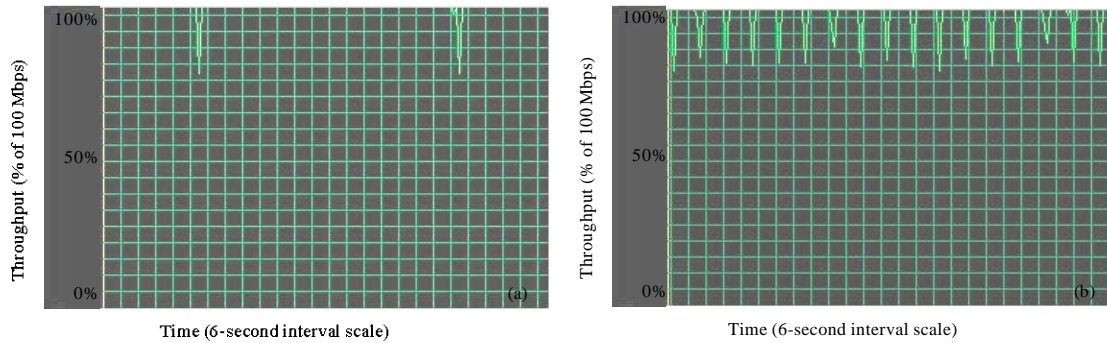 100%
Throughput (% of 100 Mbps)
50%
0%
(a)
Time (6-second interval scale)
100%
Throughput (% of 100 Mbps)
50%
0%
(b)
Time (6-second interval scale)